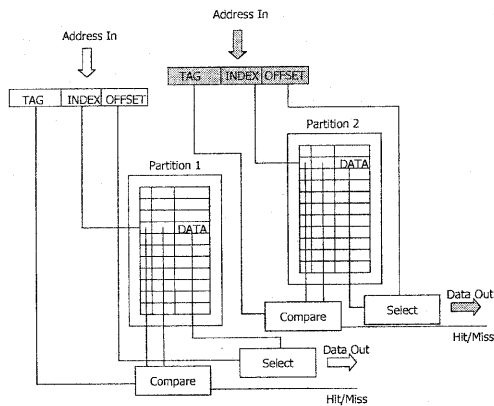 Address In
Address In
TAG INDEX OFFSET
TAG INDEX OFFSET
Partition 2
DATA
Partition 1
DATA
Data Out
Select
Compare
Hit/Miss
Data Out
Select
Compare
Hit/Miss